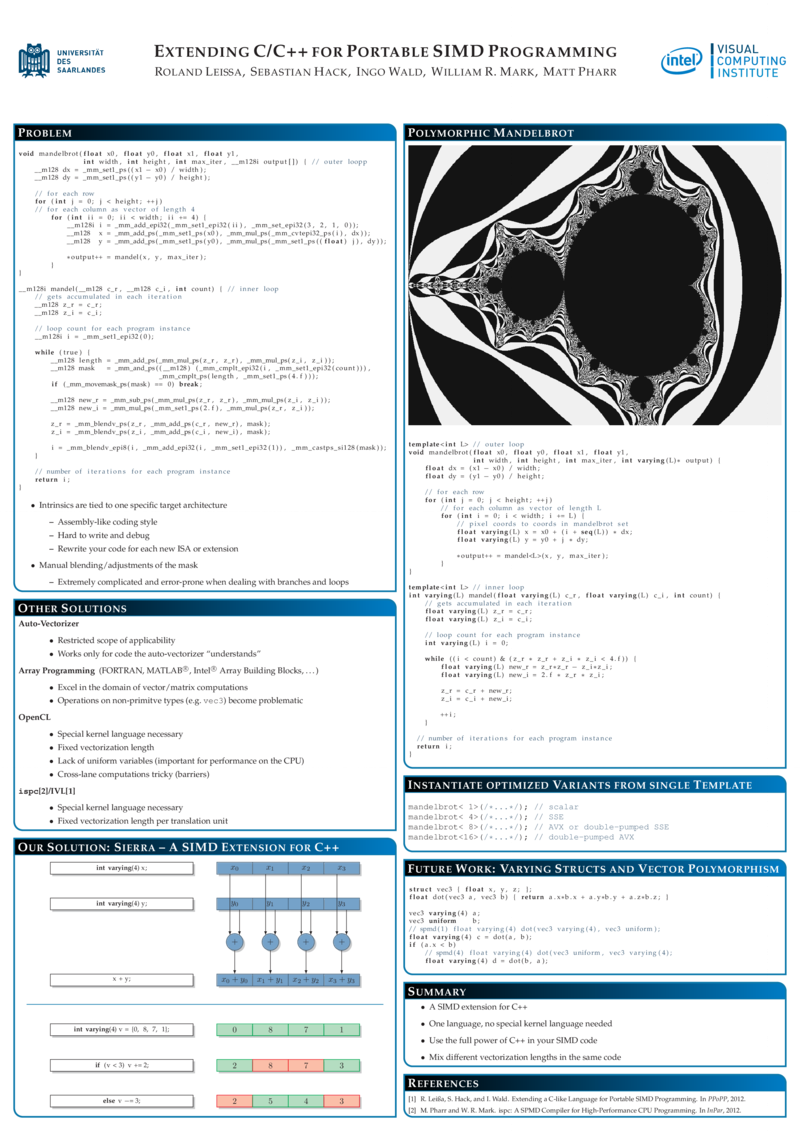 UNIVERSITÄT
DES
SAARLANDES
EXTENDING C/C++ FOR PORTABLE SIMD PROGRAMMING
ROLAND LEISSA, SEBASTIAN HACK, INGO WALD, WILLIAM R. MARK, MATT PHARR
intel
VISUAL
COMPUTING
INSTITUTE
PROBLEM
void mandelbrot(float x0, float y0, float x1, float y1,
int width, int height, int max_iter, __m128i output[]) { // outer loopp
__m128 dx = _mm_set1_ps((x1 − x0) / width);
__m128 dy = _mm_set1_ps((y1 − y0) / height);
// for each row
for (int j = 0; j < height; ++j)
// for each column as vector of length 4
for (int ii = 0; ii < width; ii += 4) {
__m128i i = _mm_add_epi32(_mm_set1_epi32(ii), _mm_set_epi32(3, 2, 1, 0));
__m128 x = _mm_add_ps(_mm_set1_ps(x0), _mm_mul_ps(_mm_cvtepi32_ps(i), dx));
__m128 y = _mm_add_ps(_mm_set1_ps(y0), _mm_mul_ps(_mm_set1_ps((float) j), dy));
*output++ = mandel(x, y, max_iter);
}
}
__m128i mandel(__m128 c_r, __m128 c_i, int count) { // inner loop
// gets accumulated in each iteration
__m128 z_r = c_r;
__m128 z_i = c_i;
// loop count for each program instance
__m128i i = _mm_set1_epi32(0);
while (true) {
__m128 length = _mm_add_ps(_mm_mul_ps(z_r, z_r), _mm_mul_ps(z_i, z_i));
__m128 mask = _mm_and_ps((__m128) (_mm_cmplt_epi32(i, _mm_set1_epi32(count))),
_mm_cmplt_ps(length, _mm_set1_ps(4.f)));
if (_mm_movemask_ps(mask) == 0) break;
__m128 new_r = _mm_sub_ps(_mm_mul_ps(z_r, z_r), _mm_mul_ps(z_i, z_i));
__m128 new_i = _mm_mul_ps(_mm_set1_ps(2.f), _mm_mul_ps(z_r, z_i));
z_r = _mm_blendv_ps(z_r, _mm_add_ps(c_r, new_r), mask);
z_i = _mm_blendv_ps(z_i, _mm_add_ps(c_i, new_i), mask);
i = _mm_blendv_epi8(i, _mm_add_epi32(i, _mm_set1_epi32(1)), _mm_castps_si128(mask));
}
// number of iterations for each program instance
return i;
}
• Intrinsics are tied to one specific target architecture
– Assembly-like coding style
– Hard to write and debug
– Rewrite your code for each new ISA or extension
• Manual blending/adjustments of the mask
– Extremely complicated and error-prone when dealing with branches and loops
OTHER SOLUTIONS
Auto-Vectorizer
• Restricted scope of applicability
• Works only for code the auto-vectorizer “understands”
Array Programming (FORTRAN, MATLAB®, Intel® Array Building Blocks, . . . )
• Excel in the domain of vector/matrix computations
• Operations on non-primitve types (e.g. vec3) become problematic
OpenCL
• Special kernel language necessary
• Fixed vectorization length
• Lack of uniform variables (important for performance on the CPU)
• Cross-lane computations tricky (barriers)
ispc[2]/IVL[1]
• Special kernel language necessary
• Fixed vectorization length per translation unit
OUR SOLUTION: SIERRA – A SIMD EXTENSION FOR C++
int varying(4) x;
x0 x1 x2 x3
int varying(4) y;
y0 y1 y2 y3
+ + + +
x + y;
x0 + y0 x1 + y1 x2 + y2 x3 + y3
int varying(4) v = {0, 8, 7, 1};
0 8 7 1
if (v < 3) v += 2;
2 8 7 3
else v −= 3;
2 5 4 3
POLYMORPHIC MANDELBROT
template<int L> // outer loop
void mandelbrot(float x0, float y0, float x1, float y1,
int width, int height, int max_iter, int varying(L)* output) {
float dx = (x1 − x0) / width;
float dy = (y1 − y0) / height;
// for each row
for (int j = 0; j < height; ++j)
// for each column as vector of length L
for (int i = 0; i < width; i += L) {
// pixel coords to coords in mandelbrot set
float varying(L) x = x0 + (i + seq(L)) * dx;
float varying(L) y = y0 + j * dy;
*output++ = mandel<L>(x, y, max_iter);
}
}
template<int L> // inner loop
int varying(L) mandel(float varying(L) c_r, float varying(L) c_i, int count) {
// gets accumulated in each iteration
float varying(L) z_r = c_r;
float varying(L) z_i = c_i;
// loop count for each program instance
int varying(L) i = 0;
while ((i < count) & (z_r * z_r + z_i * z_i < 4.f)) {
float varying(L) new_r = z_r*z_r − z_i*z_i;
float varying(L) new_i = 2.f * z_r * z_i;
z_r = c_r + new_r;
z_i = c_i + new_i;
++i;
}
// number of iterations for each program instance
return i;
}
INSTANTIATE OPTIMIZED VARIANTS FROM SINGLE TEMPLATE
mandelbrot< 1>(/*...*/); // scalar
mandelbrot< 4>(/*...*/); // SSE
mandelbrot< 8>(/*...*/); // AVX or double-pumped SSE
mandelbrot<16>(/*...*/); // double-pumped AVX
FUTURE WORK: VARYING STRUCTS AND VECTOR POLYMORPHISM
struct vec3 { float x, y, z; };
float dot(vec3 a, vec3 b) { return a.x*b.x + a.y*b.y + a.z*b.z; }
vec3 varying(4) a;
vec3 uniform b;
// spmd(1) float varying(4) dot(vec3 varying(4), vec3 uniform);
float varying(4) c = dot(a, b);
if (a.x < b)
// spmd(4) float varying(4) dot(vec3 uniform, vec3 varying(4);
float varying(4) d = dot(b, a);
SUMMARY
• A SIMD extension for C++
• One language, no special kernel language needed
• Use the full power of C++ in your SIMD code
• Mix different vectorization lengths in the same code
REFERENCES
[1] R. Leißa, S. Hack, and I. Wald. Extending a C-like Language for Portable SIMD Programming. In PPoPP, 2012.
[2] M. Pharr and W. R. Mark. ispc: A SPMD Compiler for High-Performance CPU Programming. In InPar, 2012.